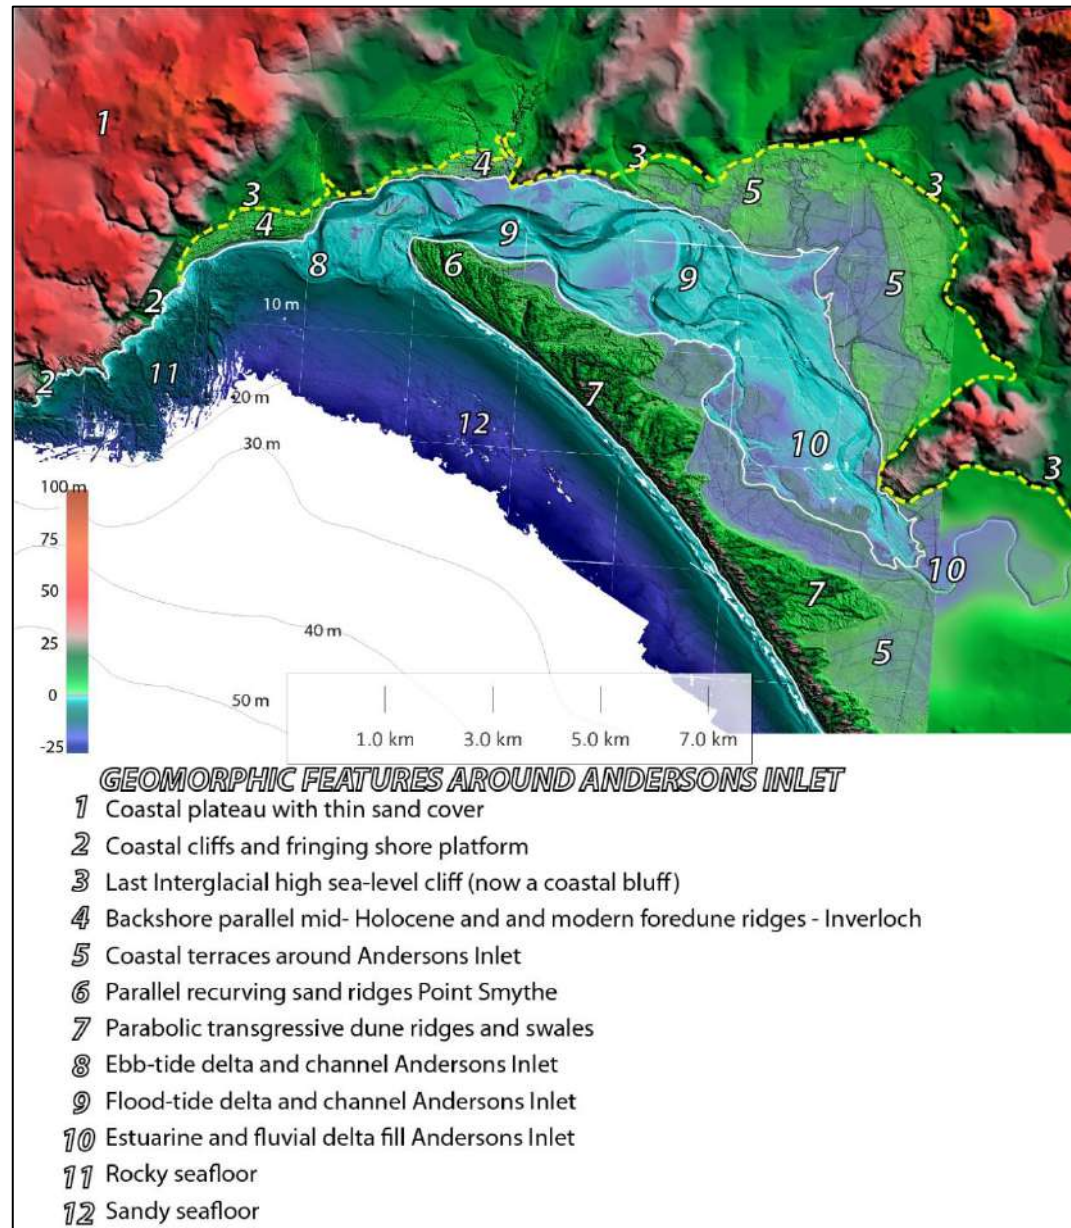 1
3
4
3
4
5
3
9
6
9
8
5
2
10 m
11
2
20 m
12
7
30 m
10
3
100 m
75
50
25
0
-25
40 m
50 m
7
10
5
1.0 km 3.0 km 5.0 km 7.0 km
GEOMORPHIC FEATURES AROUND ANDERSONS INLET
1 Coastal plateau with thin sand cover
2 Coastal cliffs and fringing shore platform
3 Last Interglacial high sea-level cliff (now a coastal bluff)
4 Backshore parallel mid- Holocene and and modern foredune ridges - Inverloch
5 Coastal terraces around Andersons Inlet
6 Parallel recurving sand ridges Point Smythe
7 Parabolic transgressive dune ridges and swales
8 Ebb-tide delta and channel Andersons Inlet
9 Flood-tide delta and channel Andersons Inlet
10 Estuarine and fluvial delta fill Andersons Inlet
11 Rocky seafloor
12 Sandy seafloor